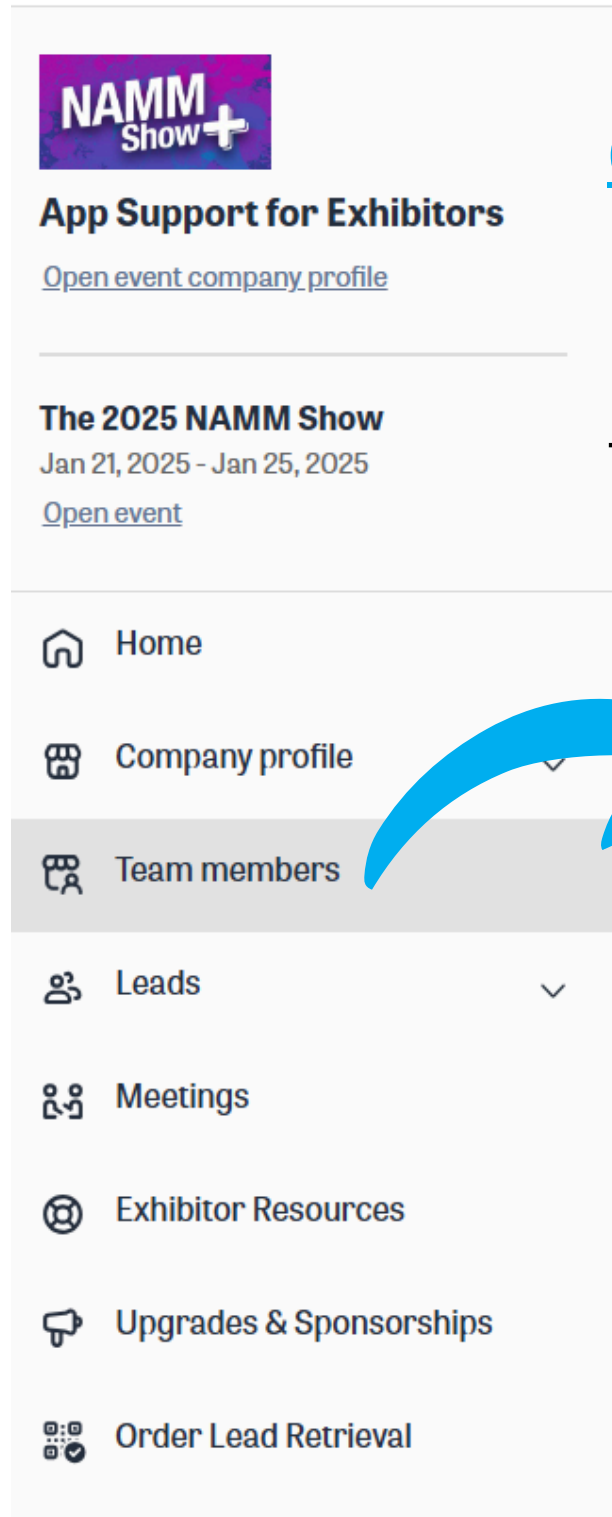 NAMM
Show+
App Support for Exhibitors
Open event company profile
The 2025 NAMM Show
Jan 21, 2025 - Jan 25, 2025
Open event
Home
Company profile
Team members
Leads
Meetings
Exhibitor Resources
Upgrades & Sponsorships
Order Lead Retrieval